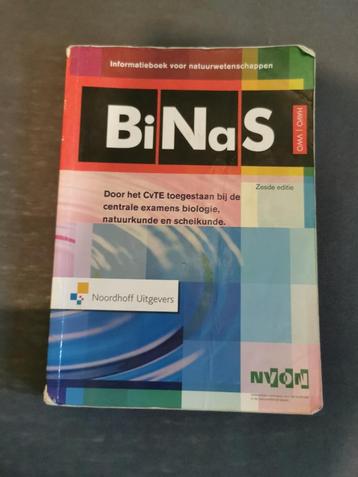 Informatieboek voor natuurwetenschappen
BiNaS
HAVO | VWO
Zesde editie
Door het CvTE toegestaan bij de
centrale examens biologie,
natuurkunde en scheikunde.
Noordhoff Uitgevers
NVON